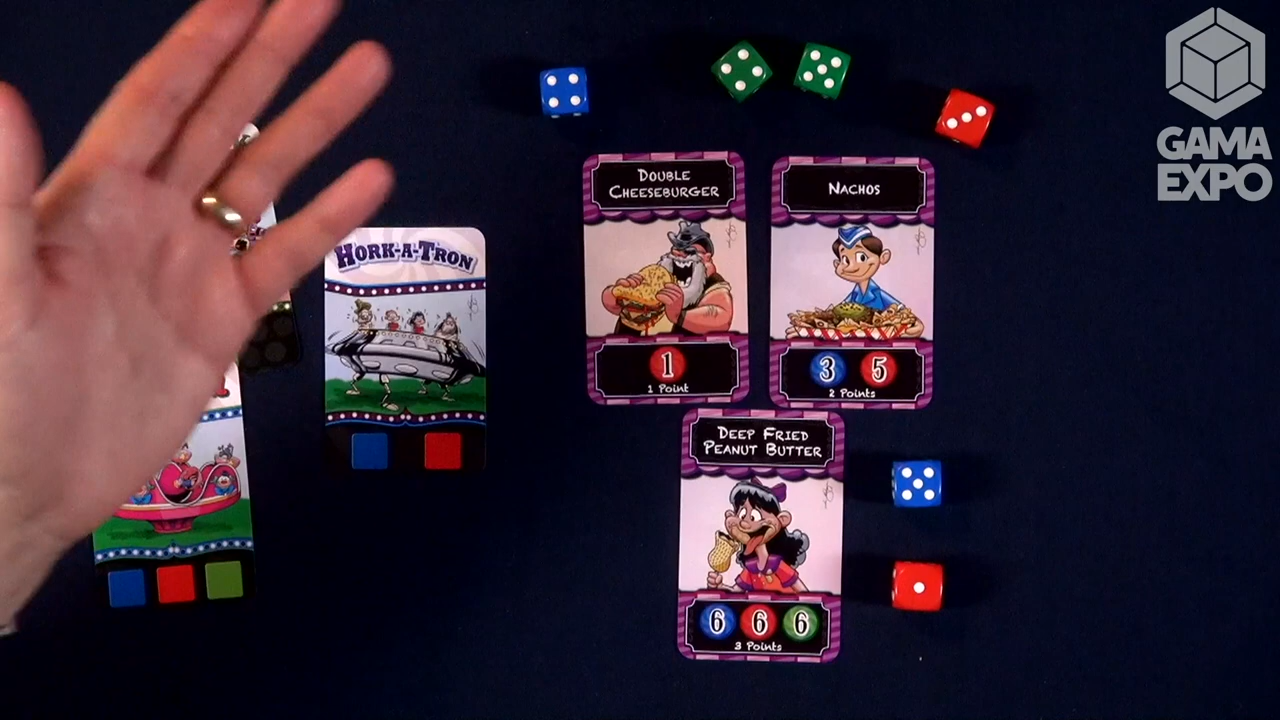 GAMA
EXPO
DOUBLE
CHEESEBURGER
1
1 POINT
NACHOS
3 5
2 POINTS
HORK-A-TRON
DEEP FRIED
PEANUT BUTTER
6 6 6
3 POINTS